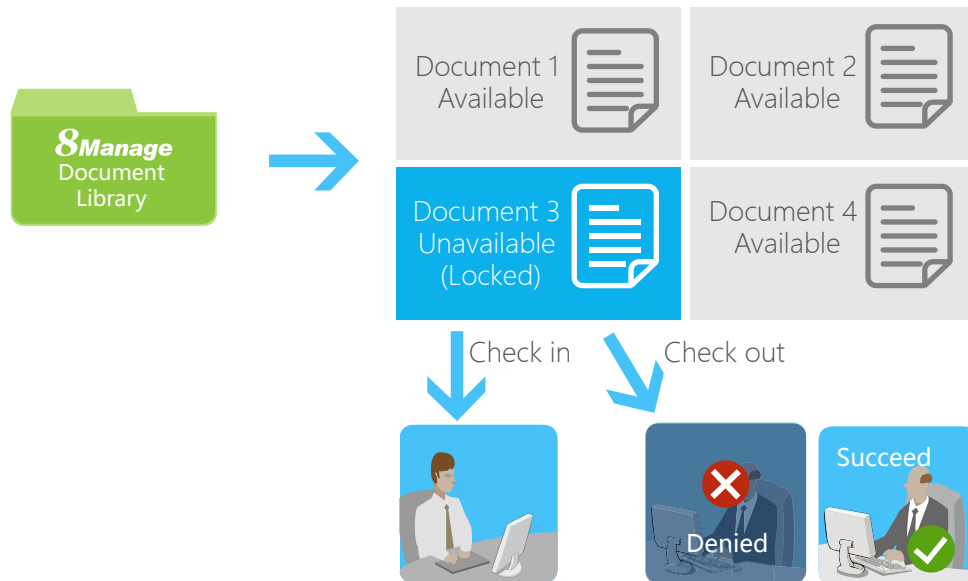 8Manage
Document
Library
Document 1
Available
Document 2
Available
Document 3
Unavailable
(Locked)
Document 4
Available
Check in
Check out
Denied
Succeed